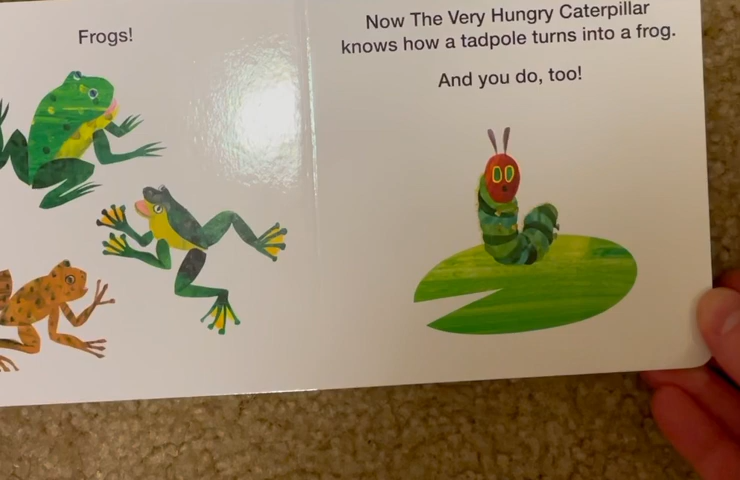 Frogs!
Now The Very Hungry Caterpillar
knows how a tadpole turns into a frog.
And you do, too!